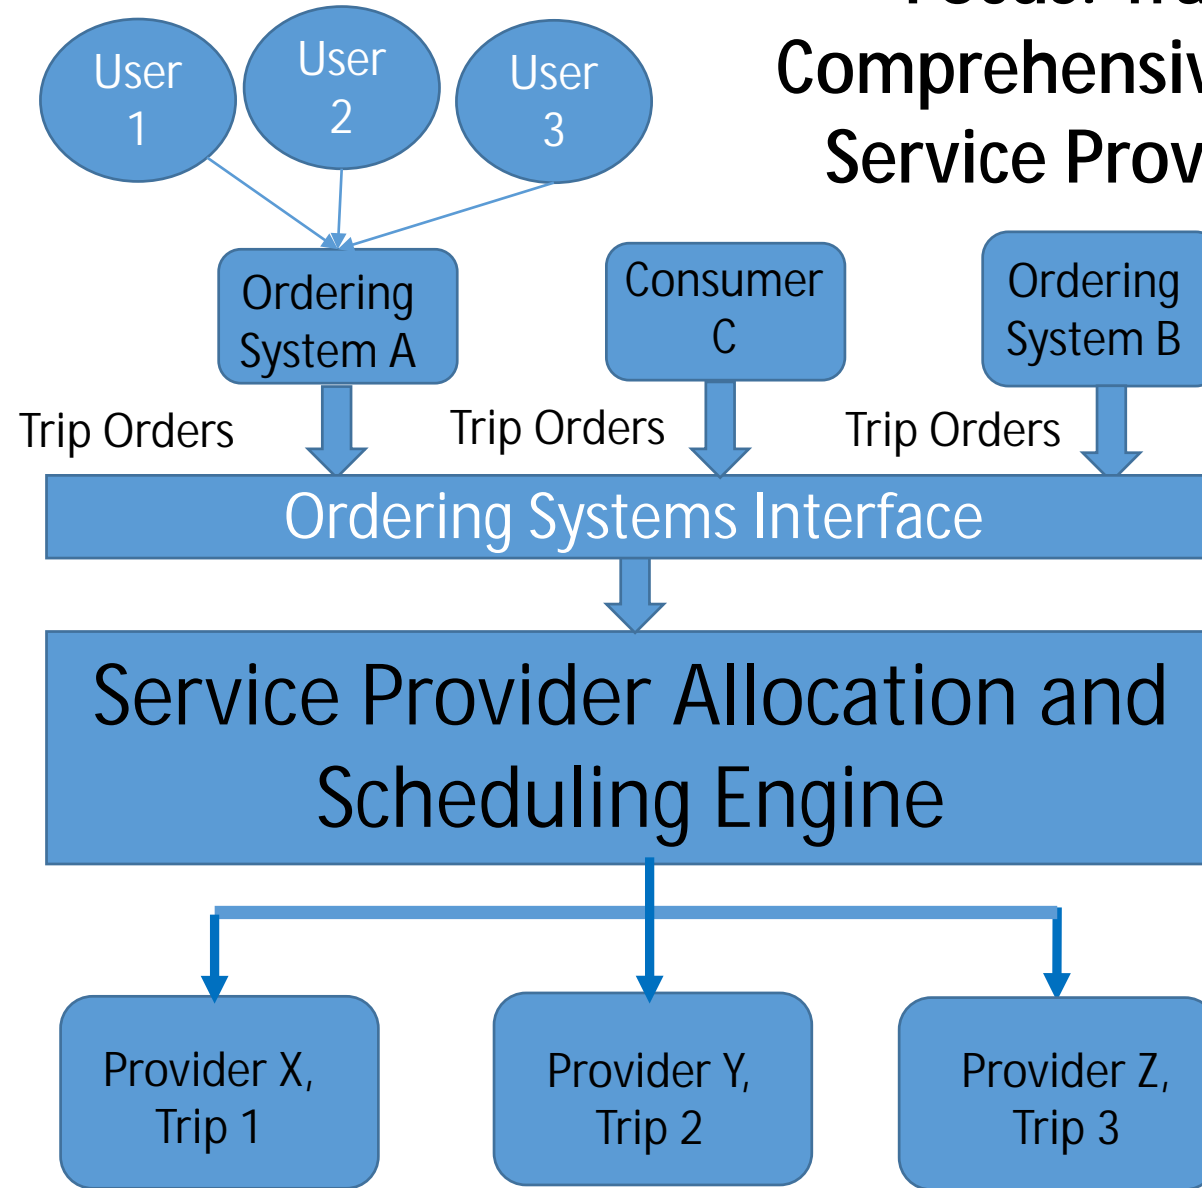 Comprehensiv
Service Prov
User
1
User
2
User
3
Ordering
System A
Consumer
C
Ordering
System B
Trip Orders
Trip Orders
Trip Orders
Ordering Systems Interface
Service Provider Allocation and
Scheduling Engine
Provider X,
Trip 1
Provider Y,
Trip 2
Provider Z,
Trip 3